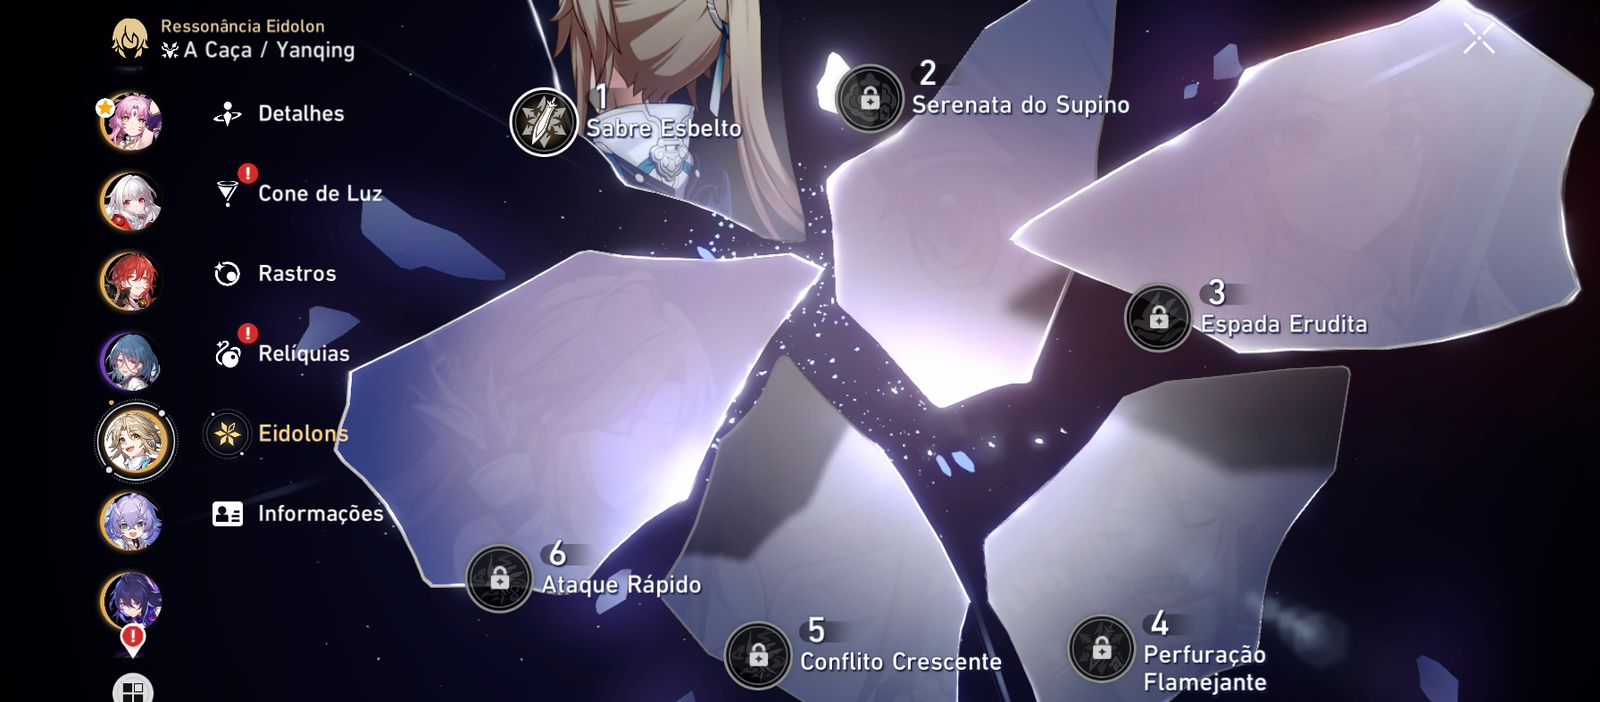 Ressonância Eidolon
A Caça / Yanqing
Detalhes
Cone de Luz
Rastros
Relíquias
Eidolons
Informações
1
Sabre Esbelto
2
Serenata do Supino
3
Espada Erudita
4
Perfuração
Flamejante
5
Conflito Crescente
6
Ataque Rápido